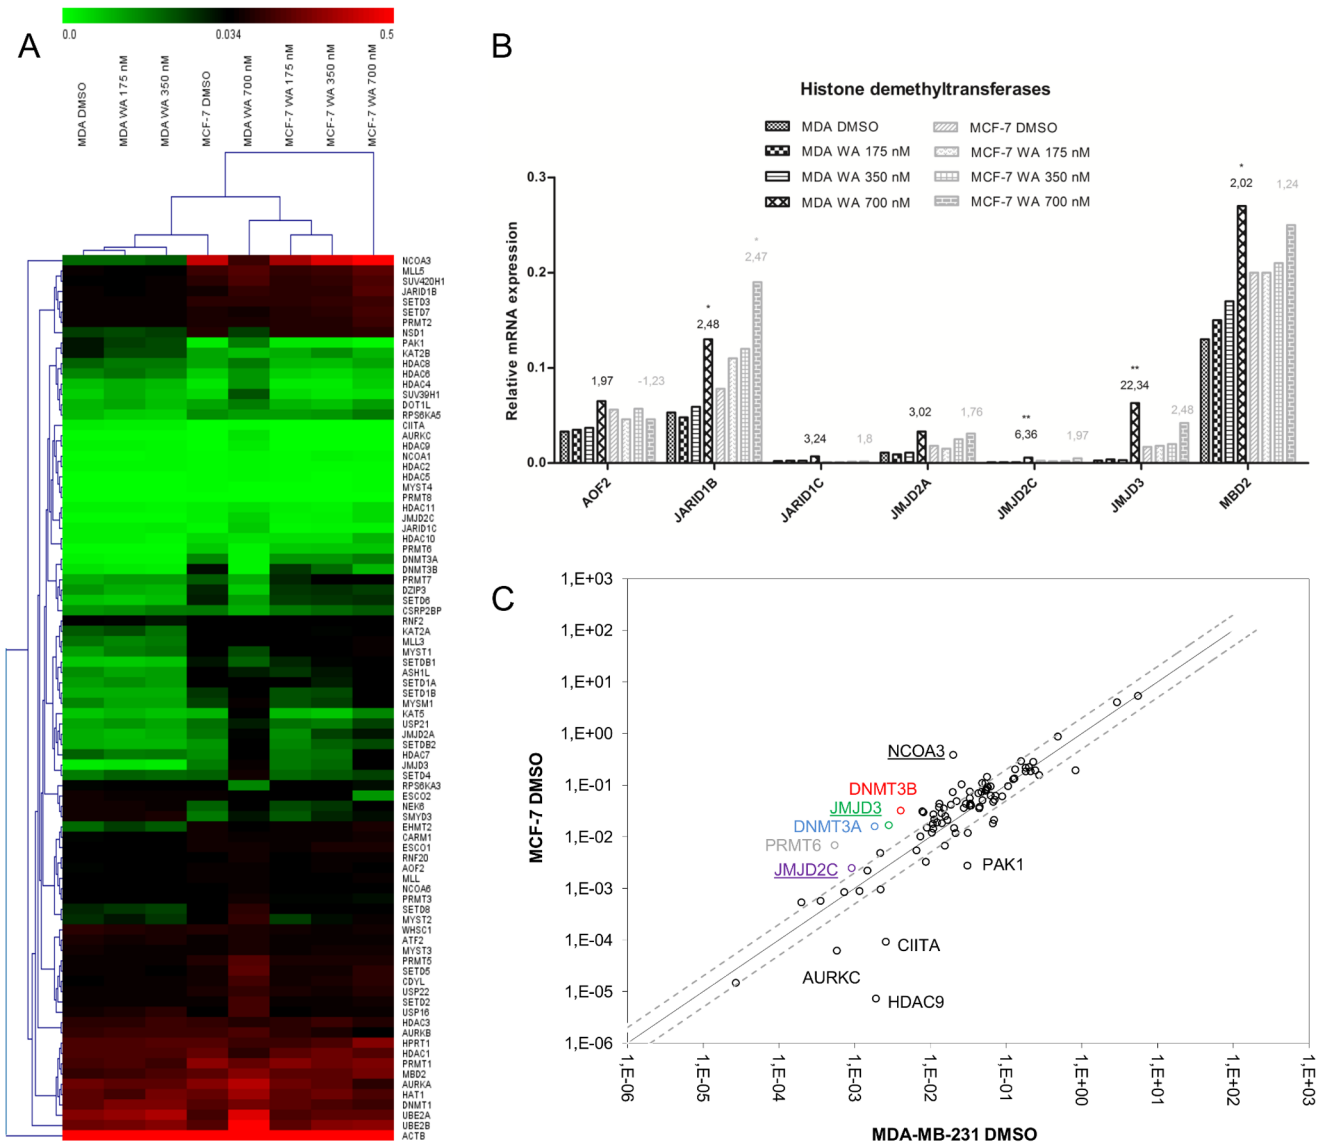 A
0.0
0.034
0.5
MDA DMSO
MDA WA 175 nM
MDA WA 350 nM
MCF-7 DMSO
MDA WA 700 nM
MCF-7 WA 175 nM
MCF-7 WA 350 nM
MCF-7 WA 700 nM
NCOA3
MLL5
SUV420H1
JARID1B
SETD3
SETD7
PRMT2
NSD1
PAK1
KAT2B
HDAC8
HDAC6
HDAC4
SUV39H1
DOT1L
RPS6KA5
CIITA
AURKC
HDAC9
NCOA1
HDAC2
HDAC5
MYST4
PRMT8
HDAC11
JMJD2C
JARID1C
HDAC10
PRMT6
DNMT3A
DNMT3B
PRMT7
DZIP3
SETD6
CSRP2BP
RNF2
KAT2A
MLL3
MYST1
SETDB1
ASH1L
SETD1A
SETD1B
MYSM1
KAT5
USP21
JMJD2A
SETDB2
HDAC7
JMJD3
SETD4
RPS6KA3
ESCO2
NEK6
SMYD3
EHMT2
CARM1
ESCO1
RNF20
AOF2
MLL
NCOA6
PRMT3
SETD8
MYST2
WHSC1
ATF2
MYST3
PRMT5
SETD5
CDYL
USP22
SETD2
USP16
HDAC3
AURKB
HPRT1
HDAC1
PRMT1
MBD2
AURKA
HAT1
DNMT1
UBE2A
UBE2B
ACTB
B
Histone demethyltransferases
MDA DMSO
MDA WA 175 nM
MDA WA 350 nM
MDA WA 700 nM
MCF-7 DMSO
MCF-7 WA 175 nM
MCF-7 WA 350 nM
MCF-7 WA 700 nM
Relative mRNA expression
0.3
0.2
0.1
0.0
1,97
-1,23
*
2,48
*
2,47
3,24
1,8
3,02
1,76
**
6,36
1,97
**
22,34
2,48
*
2,02
1,24
AOF2
JARID1B
JARID1C
JMJD2A
JMJD2C
JMJD3
MBD2
C
MCF-7 DMSO
1,E+03
1,E+02
1,E+01
1,E+00
1,E-01
1,E-02
1,E-03
1,E-04
1,E-05
1,E-06
NCOA3
DNMT3B
JMJD3
DNMT3A
PRMT6
JMJD2C
PAK1
CIITA
AURKC
HDAC9
1,E-06
1,E-05
1,E-04
1,E-03
1,E-02
1,E-01
1,E+00
1,E+01
1,E+02
1,E+03
MDA-MB-231 DMSO